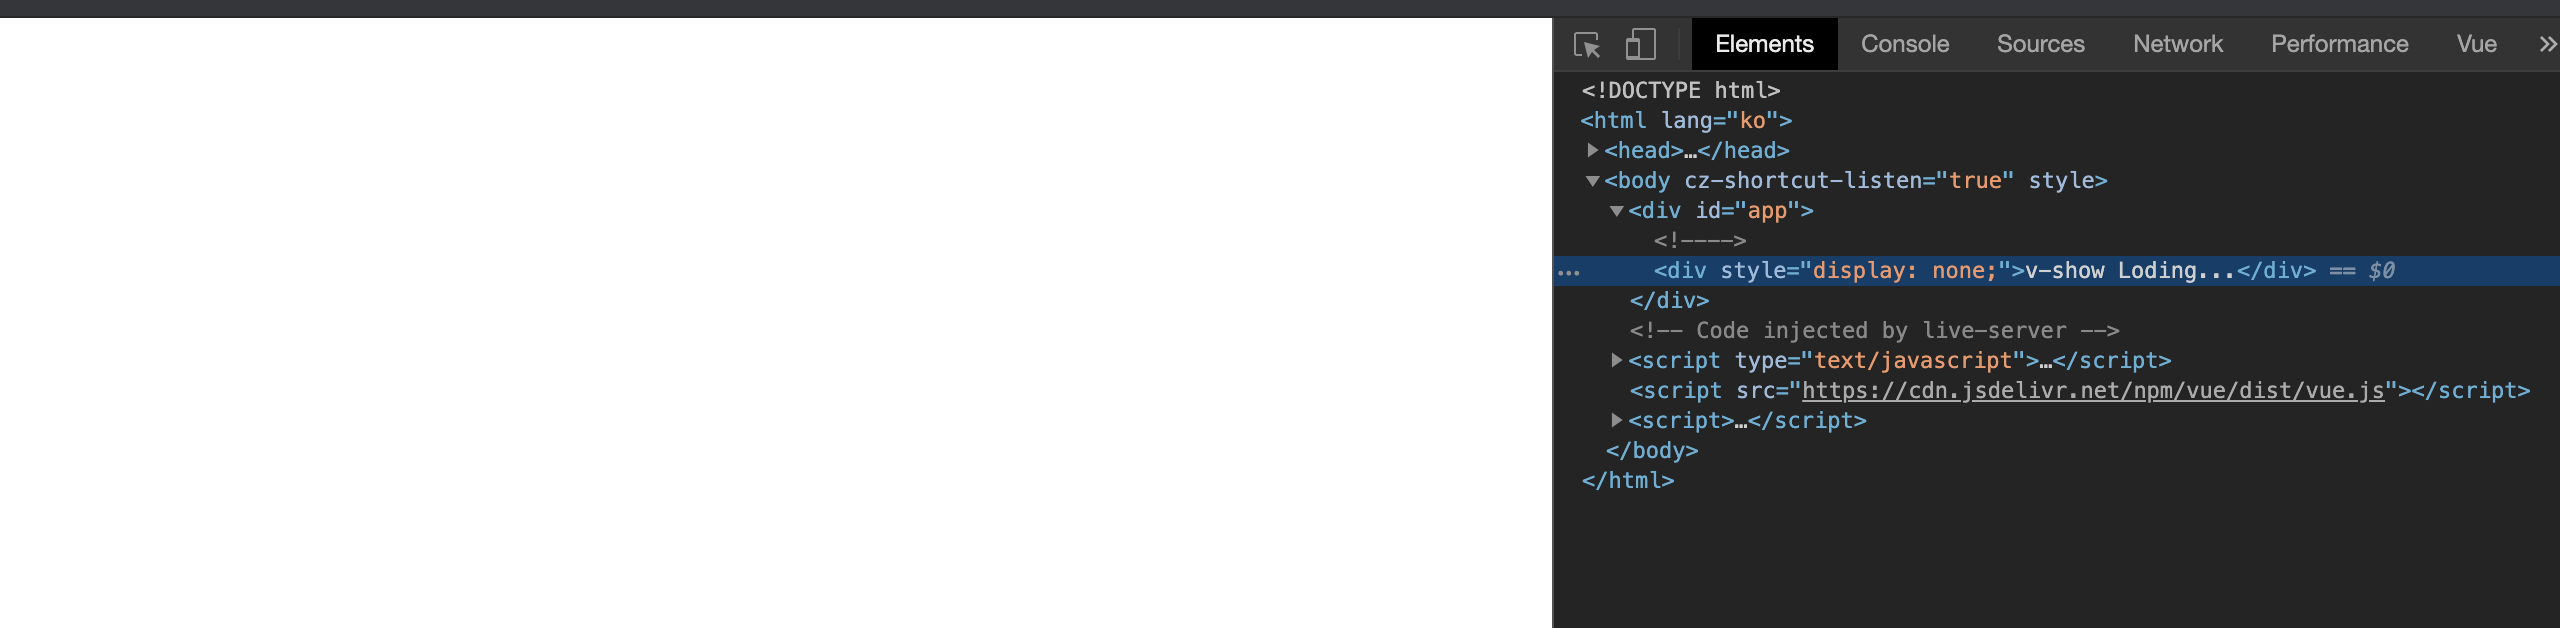 Elements Console Sources Network Performance Vue »
<!DOCTYPE html>
<html lang="ko">
<head>…</head>
<body cz-shortcut-listen="true" style>
<div id="app">
<!---->
<div style="display: none;">v-show Loding...</div> == $0
</div>
<!-- Code injected by live-server -->
<script type="text/javascript">…</script>
<script src="https://cdn.jsdelivr.net/npm/vue/dist/vue.js"></script>
<script>…</script>
</body>
</html>